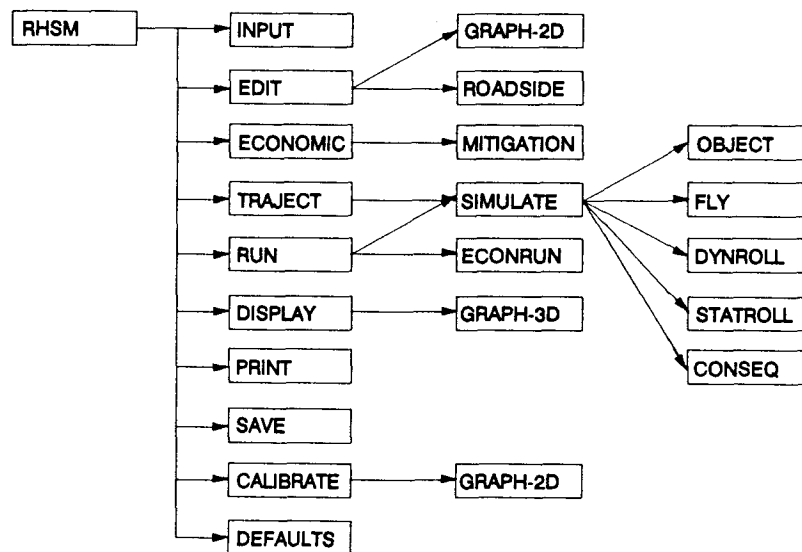 RHSM
INPUT
GRAPH-2D
EDIT
ROADSIDE
ECONOMIC
MITIGATION
OBJECT
TRAJECT
SIMULATE
FLY
RUN
ECONRUN
DYNROLL
DISPLAY
GRAPH-3D
STATROLL
PRINT
CONSEQ
SAVE
CALIBRATE
GRAPH-2D
DEFAULTS